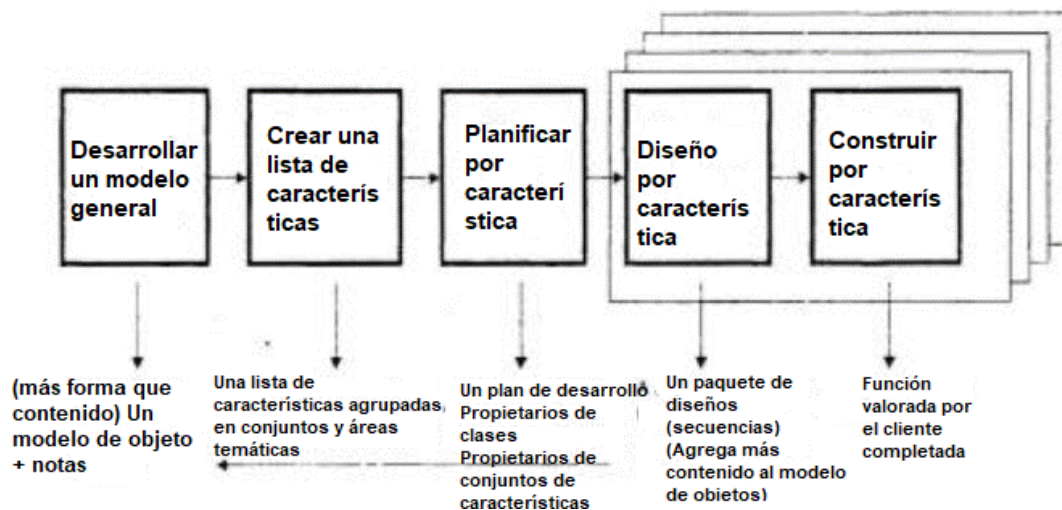 Desarrollar
un modelo
general
Crear una
lista de
caracterís
ticas
Planificar
por
caracterí
stica
Diseño
por
caracterís
tica
Construir
por
caracterís
tica
(más forma que
contenido) Un
modelo de objeto
+ notas
Una lista de
características agrupadas
en conjuntos y áreas
temáticas
Un plan de desarrollo
Propietarios de
clases
Propietarios de
conjuntos de
características
Un paquete de
diseños
(secuencias)
(Agrega más
contenido al modelo
de objetos)
Función
valorada por
el cliente
completada